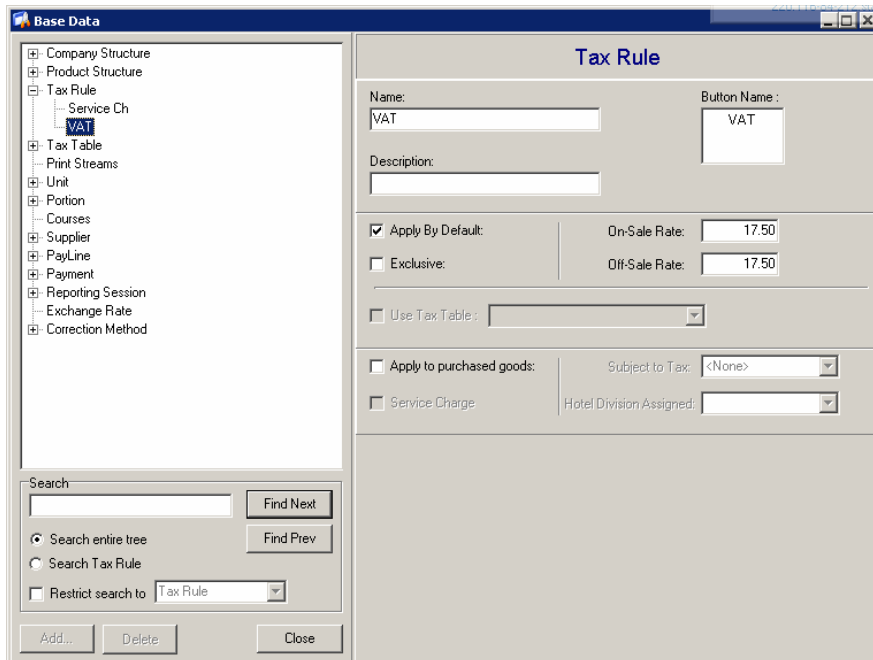 Base Data
Company Structure
Product Structure
Tax Rule
Service Ch
VAT
Tax Table
Print Streams
Unit
Portion
Courses
Supplier
PayLine
Payment
Reporting Session
Exchange Rate
Correction Method
Search
Find Next
Search entire tree
Find Prev
Search Tax Rule
Restrict search to Tax Rule
Add... Delete Close
Tax Rule
Name: Button Name :
VAT VAT
Description:
Apply By Default: On-Sale Rate: 17.50
Exclusive: Off-Sale Rate: 17.50
Use Tax Table :
Apply to purchased goods: Subject to Tax: <None>
Service Charge Hotel Division Assigned: